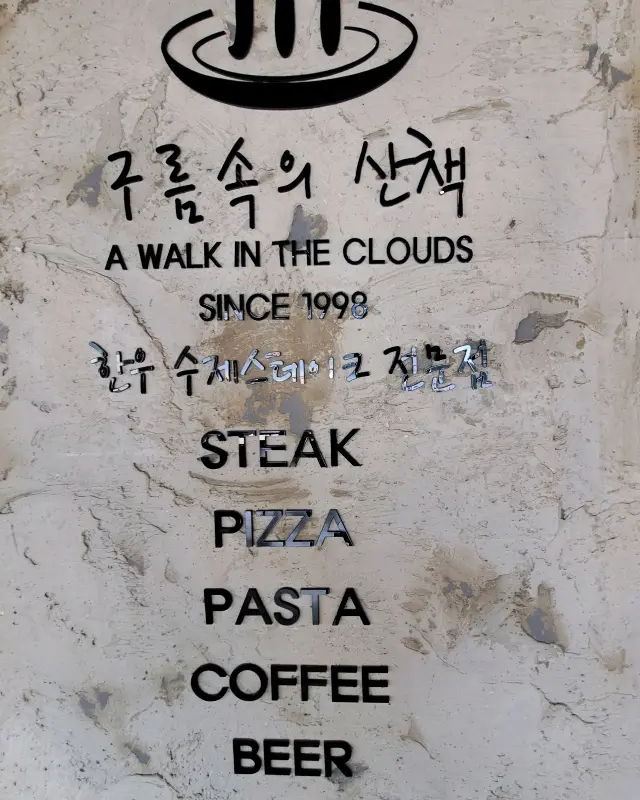 구름 속의 산책
A WALK IN THE CLOUDS
SINCE 1998
한우 수제스테이크 전문점
STEAK
PIZZA
PASTA
COFFEE
BEER